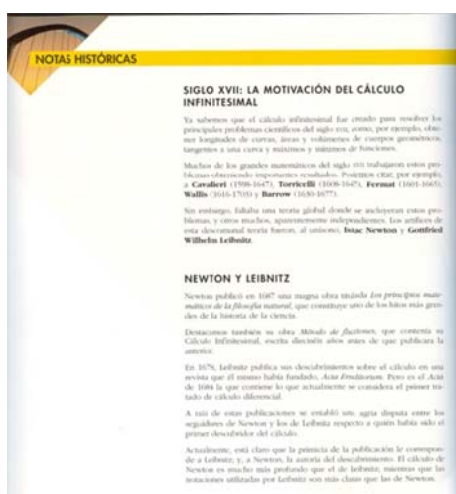 NOTAS HISTÓRICAS
SIGLO XVII: LA MOTIVACIÓN DEL CÁLCULO
INFINITESIMAL
Ya sabemos que el cálculo infinitesimal fue creado para resolver los
principales problemas científicos del siglo XVII, como, por ejemplo, obte-
ner longitudes de curvas, áreas y volúmenes de cuerpos geométricos,
tangentes a una curva y máximos y mínimos de funciones.
Muchos de los grandes matemáticos del siglo XVII trabajaron estos pro-
blemas obteniendo importantes resultados. Podemos citar, por ejemplo,
a Cavalieri (1598-1647), Torricelli (1608-1647), Fermat (1601-1665),
Wallis (1616-1703) y Barrow (1630-1677).
Sin embargo, faltaba una teoría global donde se incluyeran estos pro-
blemas, y otros muchos, aparentemente independientes. Los artífices de
esta descomunal teoría fueron, al unísono, Isaac Newton y Gottfried
Wilhelm Leibnitz.
NEWTON Y LEIBNITZ
Newton publicó en 1687 una magna obra titulada Los principios mate-
máticos de la filosofía natural, que constituye uno de los hitos más gran-
des de la historia de la ciencia.
Destacamos también su obra Método de fluxiones, que contenía su
Cálculo Infinitesimal, escrita dieciséis años antes de que publicara la
anterior.
En 1678, Leibnitz publica sus descubrimientos sobre el cálculo en una
revista que él mismo había fundado, Acta Eruditorum. Pero es el Acta
de 1684 la que contiene lo que actualmente se considera el primer tra-
tado de cálculo diferencial.
A raíz de estas publicaciones se entabló una agria disputa entre los
seguidores de Newton y los de Leibnitz respecto a quién había sido el
primer descubridor del cálculo.
Actualmente, está claro que la primicia de la publicación le correspon-
de a Leibnitz, y, a Newton, la autoría del descubrimiento. El cálculo de
Newton es mucho más profundo que el de Leibnitz, mientras que las
notaciones utilizadas por Leibnitz son más claras que las de Newton.